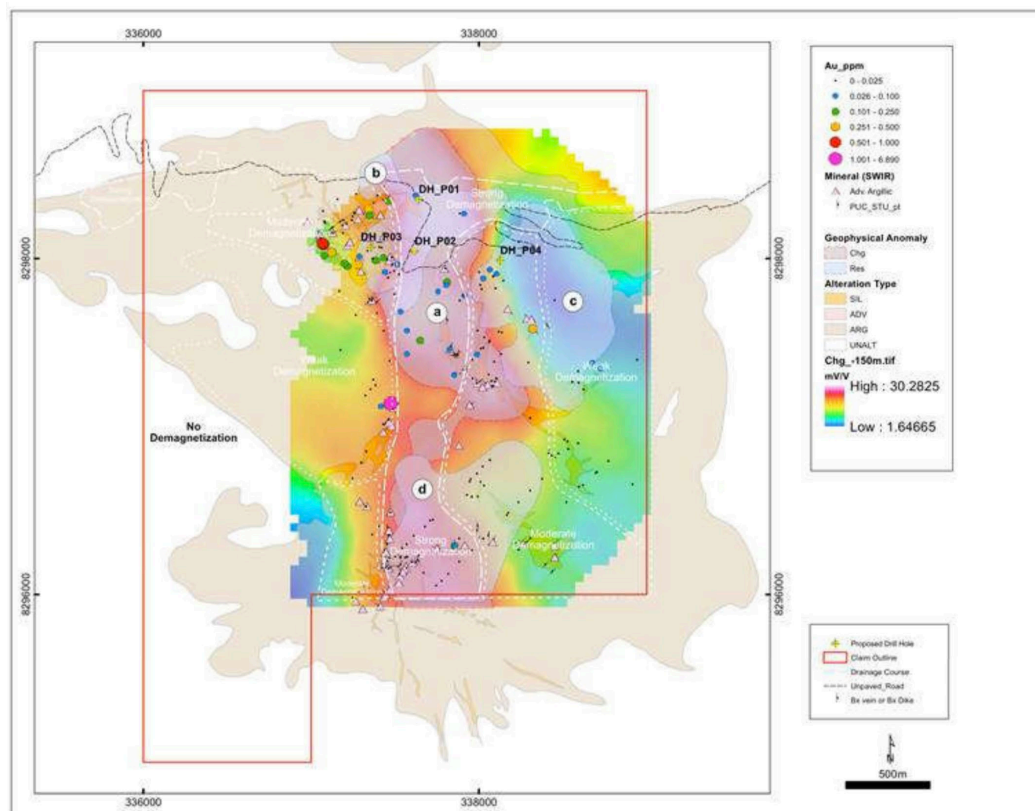 336000
338000
b
DH_P01
Strong
Demagnetization
Demagnetization
DH_P03
DH_P02
DH_P04
8298000
8298000
a
c
Weak
Demagnetization
Weak
Demagnetization
No
Demagnetization
d
Strong
Demagnetization
Moderate
Demagnetization
Moderate
8296000
8296000
336000
338000
Au_ppm
0 - 0.025
0.026 - 0.100
0.101 - 0.250
0.251 - 0.500
0.501 - 1.000
1.001 - 6.890
Mineral (SWIR)
Adv. Argillic
PUC_STU_pt
Geophysical Anomaly
Chg
Res
Alteration Type
SIL
ADV
ARG
UNALT
Chg_-150m.tif
mV/V
High : 30.2825
Low : 1.64665
Proposed Drill Hole
Claim Outline
Drainage Course
Unpaved_Road
Bx vein or Bx Dike
N
500m